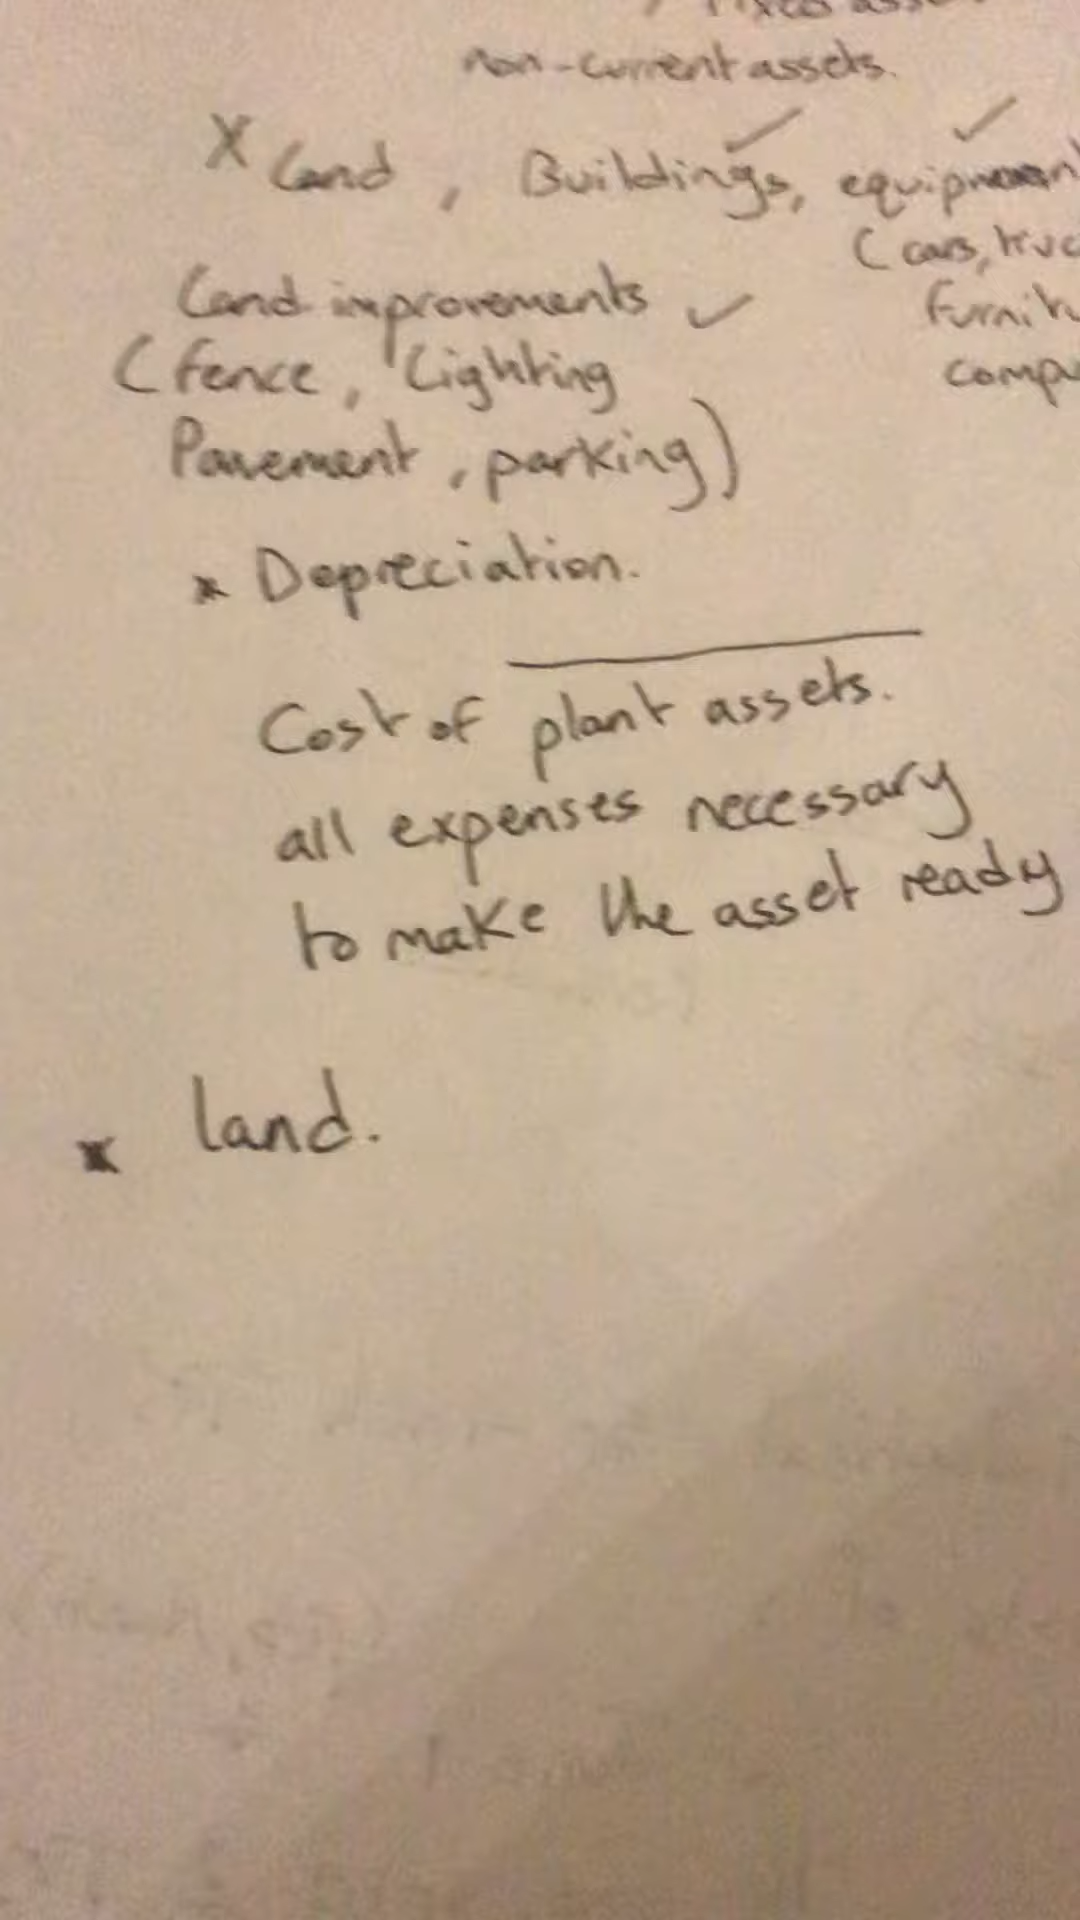 non-current assets.
X land, Buildings, ✓ equipment ✓
(cars,
Land improvements ✓
(fence, Lighting
Pavement, parking)
* Depreciation.
Cost of plant assets.
all expenses necessary
to make the asset ready
* land.